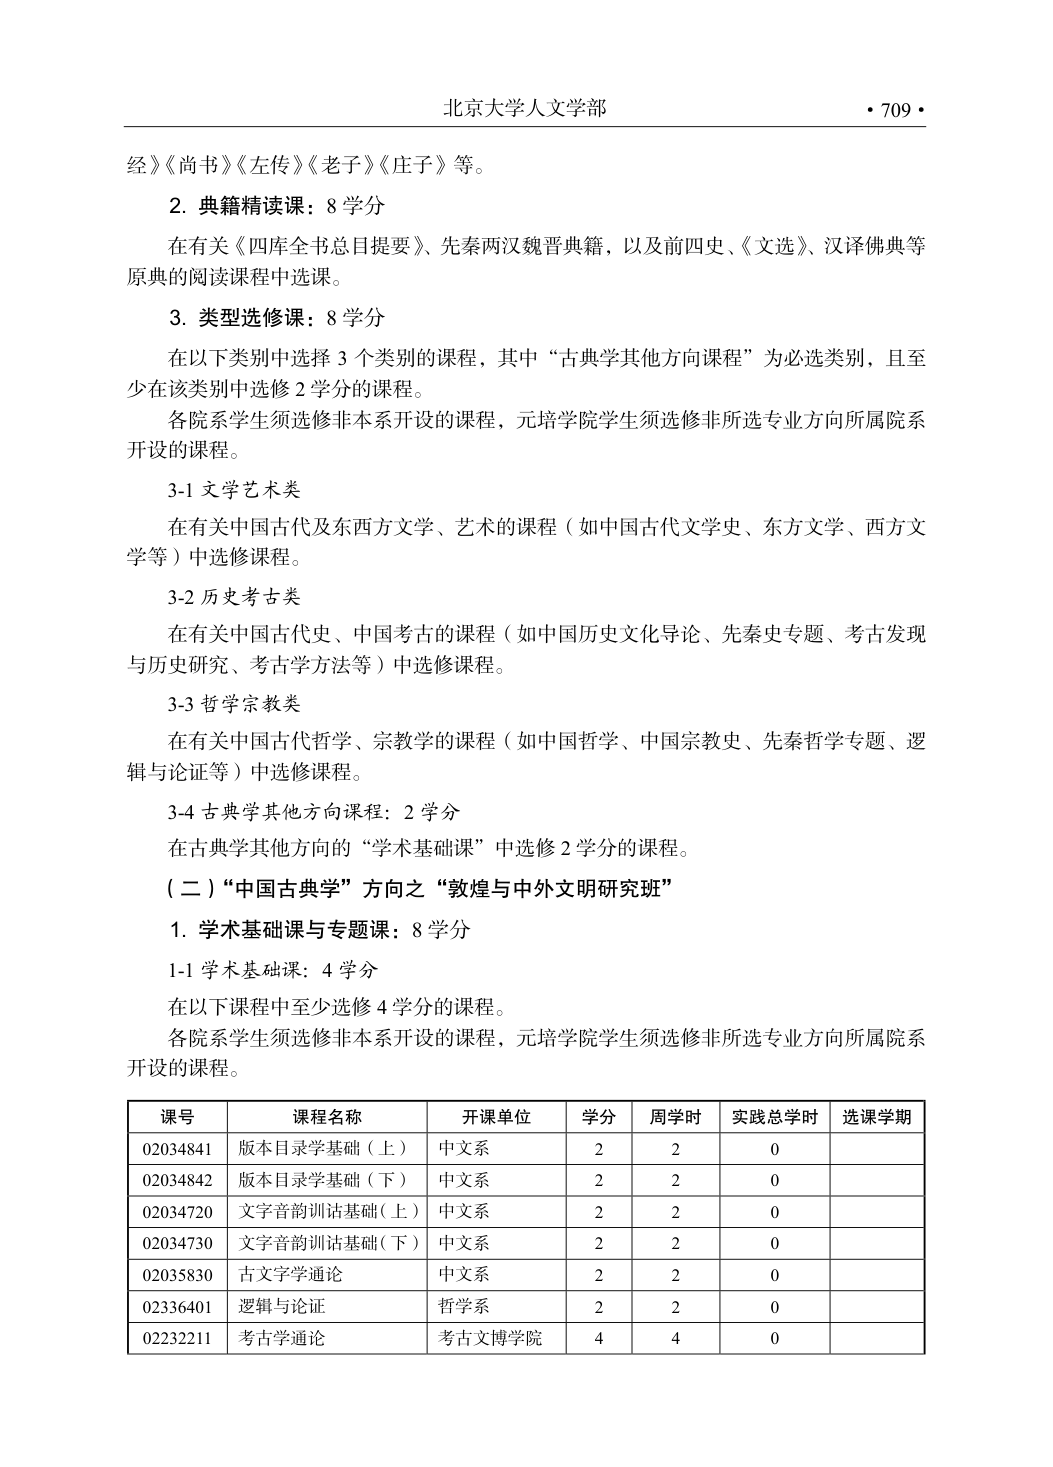 北京大学人文学部 • 709 •
经》《尚书》《左传》《老子》《庄子》等。
2. 典籍精读课：8 学分
在有关《四库全书总目提要》、先秦两汉魏晋典籍，以及前四史、《文选》、汉译佛典等
原典的阅读课程中选课。
3. 类型选修课：8 学分
在以下类别中选择 3 个类别的课程，其中“古典学其他方向课程”为必选类别，且至
少在该类别中选修 2 学分的课程。
各院系学生须选修非本系开设的课程，元培学院学生须选修非所选专业方向所属院系
开设的课程。
3-1 文学艺术类
在有关中国古代及东西方文学、艺术的课程（如中国古代文学史、东方文学、西方文
学等）中选修课程。
3-2 历史考古类
在有关中国古代史、中国考古的课程（如中国历史文化导论、先秦史专题、考古发现
与历史研究、考古学方法等）中选修课程。
3-3 哲学宗教类
在有关中国古代哲学、宗教学的课程（如中国哲学、中国宗教史、先秦哲学专题、逻
辑与论证等）中选修课程。
3-4 古典学其他方向课程：2 学分
在古典学其他方向的“学术基础课”中选修 2 学分的课程。
（二）“中国古典学”方向之“敦煌与中外文明研究班”
1. 学术基础课与专题课：8 学分
1-1 学术基础课：4 学分
在以下课程中至少选修 4 学分的课程。
各院系学生须选修非本系开设的课程，元培学院学生须选修非所选专业方向所属院系
开设的课程。
课号 课程名称 开课单位 学分 周学时 实践总学时 选课学期
02034841 版本目录学基础（上） 中文系 2 2 0
02034842 版本目录学基础（下） 中文系 2 2 0
02034720 文字音韵训诂基础（上） 中文系 2 2 0
02034730 文字音韵训诂基础（下） 中文系 2 2 0
02035830 古文字学通论 中文系 2 2 0
02336401 逻辑与论证 哲学系 2 2 0
02232211 考古学通论 考古文博学院 4 4 0